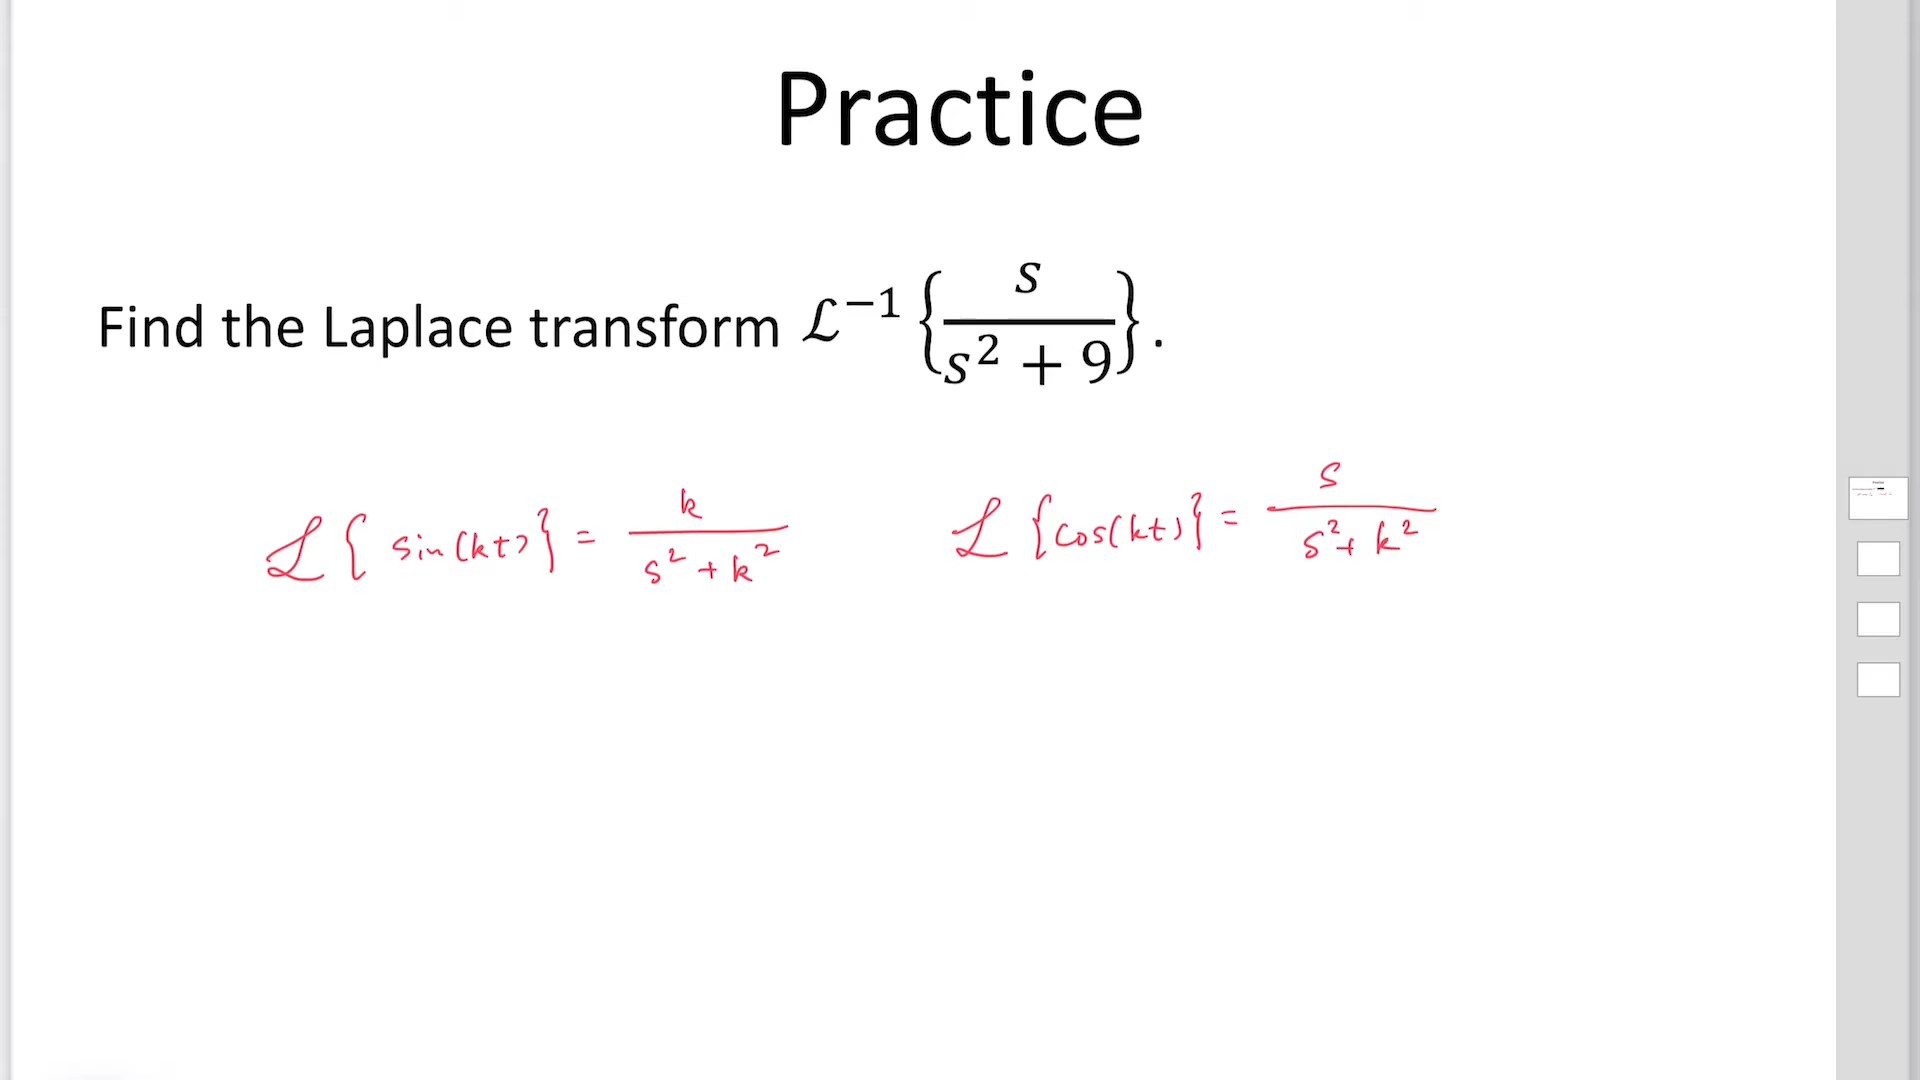 Practice
Find the Laplace transform ℒ⁻¹{s/(s² + 9)}.
ℒ{sin(kt)} = k/(s² + k²)
ℒ{cos(kt)} = s/(s² + k²)